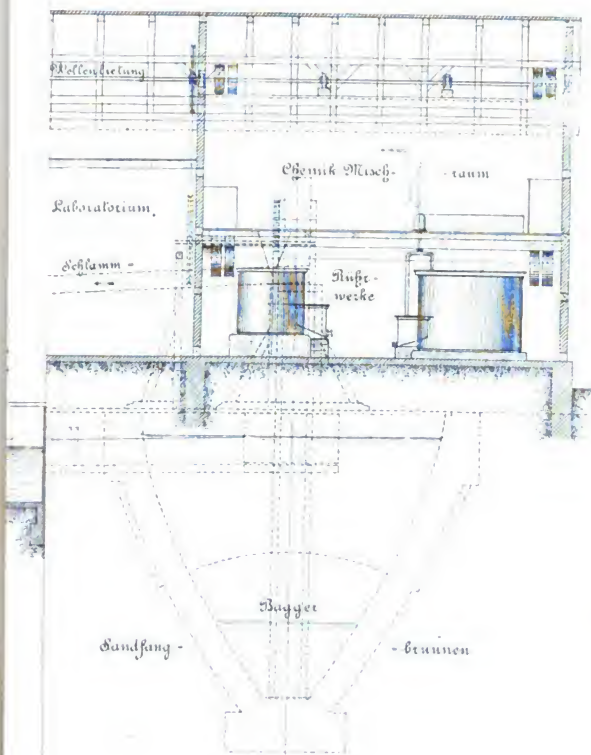 Wellenleitung
Chemik. Misch- -raum
Laboratorium.
Schlamm -
Rühr-
werke
Bagger
Sandfang - - brunnen